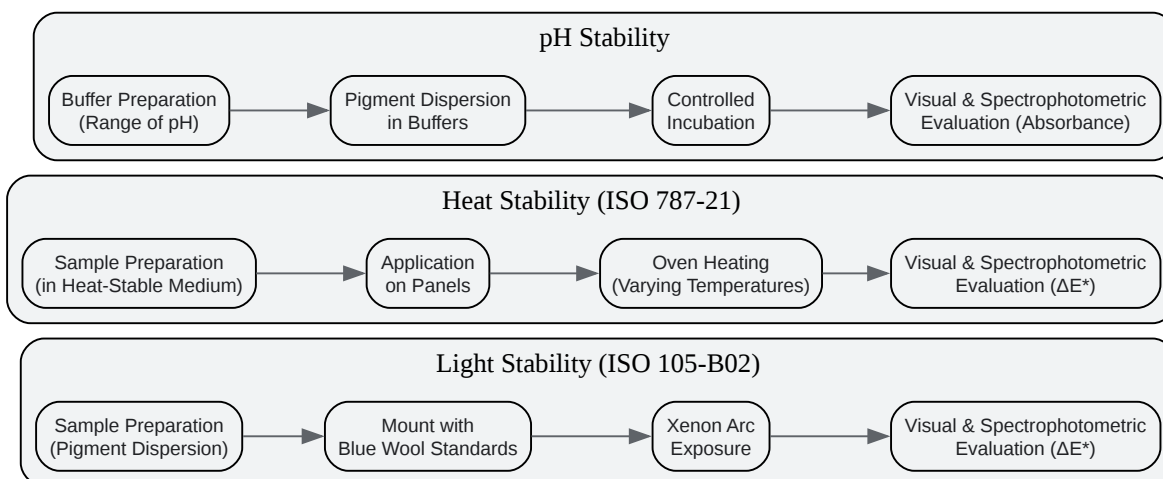 pH Stability
Buffer Preparation
(Range of pH)
Pigment Dispersion
in Buffers
Controlled
Incubation
Visual & Spectrophotometric
Evaluation (Absorbance)
Heat Stability (ISO 787-21)
Sample Preparation
(in Heat-Stable Medium)
Application
on Panels
Oven Heating
(Varying Temperatures)
Visual & Spectrophotometric
Evaluation (ΔE*)
Light Stability (ISO 105-B02)
Sample Preparation
(Pigment Dispersion)
Mount with
Blue Wool Standards
Xenon Arc
Exposure
Visual & Spectrophotometric
Evaluation (ΔE*)